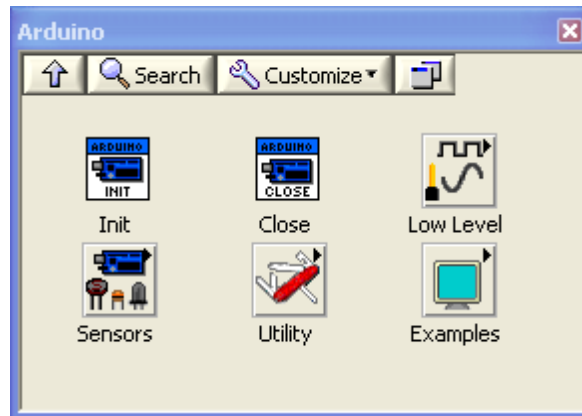 Arduino
Search Customize
ARDUINO ARDUINO
INIT CLOSE
Init Close Low Level
Sensors Utility Examples